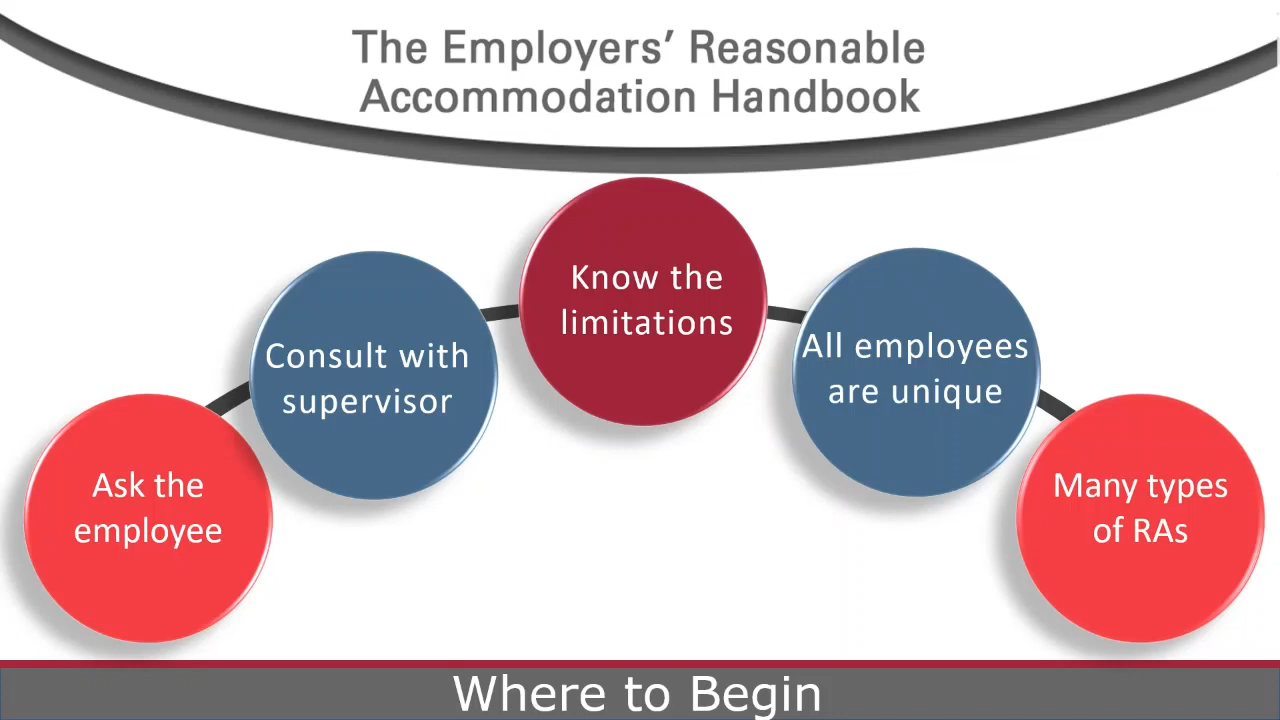 The Employers’ Reasonable
Accommodation Handbook
Know the
limitations
Consult with
supervisor
All employees
are unique
Ask the
employee
Many types
of RAs
Where to Begin